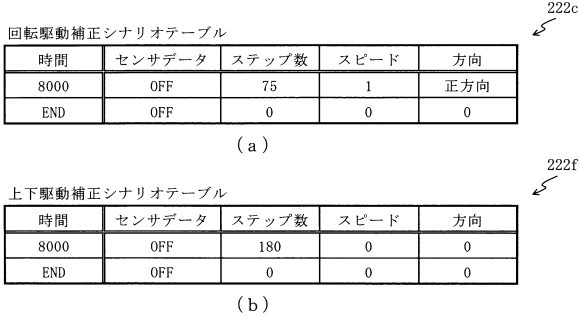 222c
回転駆動補正シナリオテーブル
時間 センサデータ ステップ数 スピード 方向
8000 OFF 75 1 正方向
END OFF 0 0 0
(a)
222f
上下駆動補正シナリオテーブル
時間 センサデータ ステップ数 スピード 方向
8000 OFF 180 0 0
END OFF 0 0 0
(b)